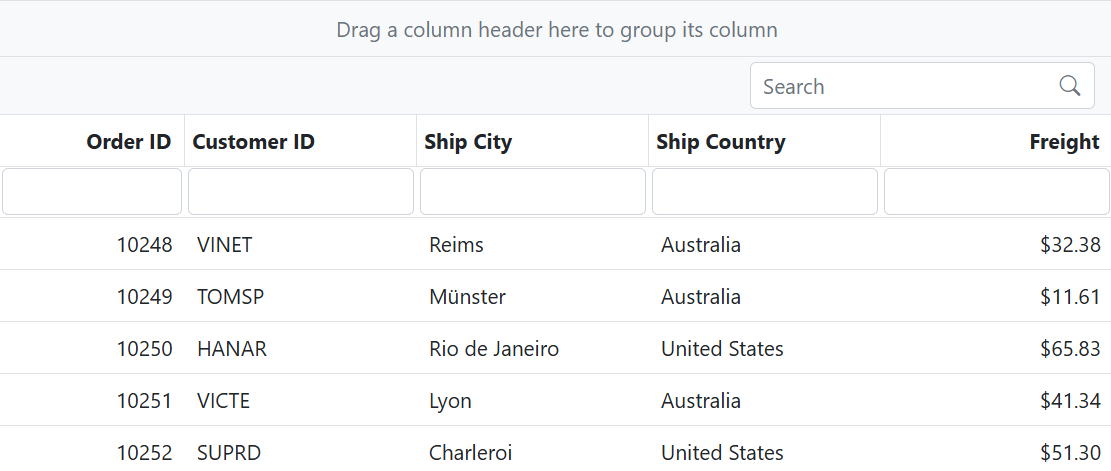 Drag a column header here to group its column
Search
Order ID Customer ID Ship City Ship Country Freight
10248 VINET Reims Australia $32.38
10249 TOMSP Münster Australia $11.61
10250 HANAR Rio de Janeiro United States $65.83
10251 VICTE Lyon Australia $41.34
10252 SUPRD Charleroi United States $51.30